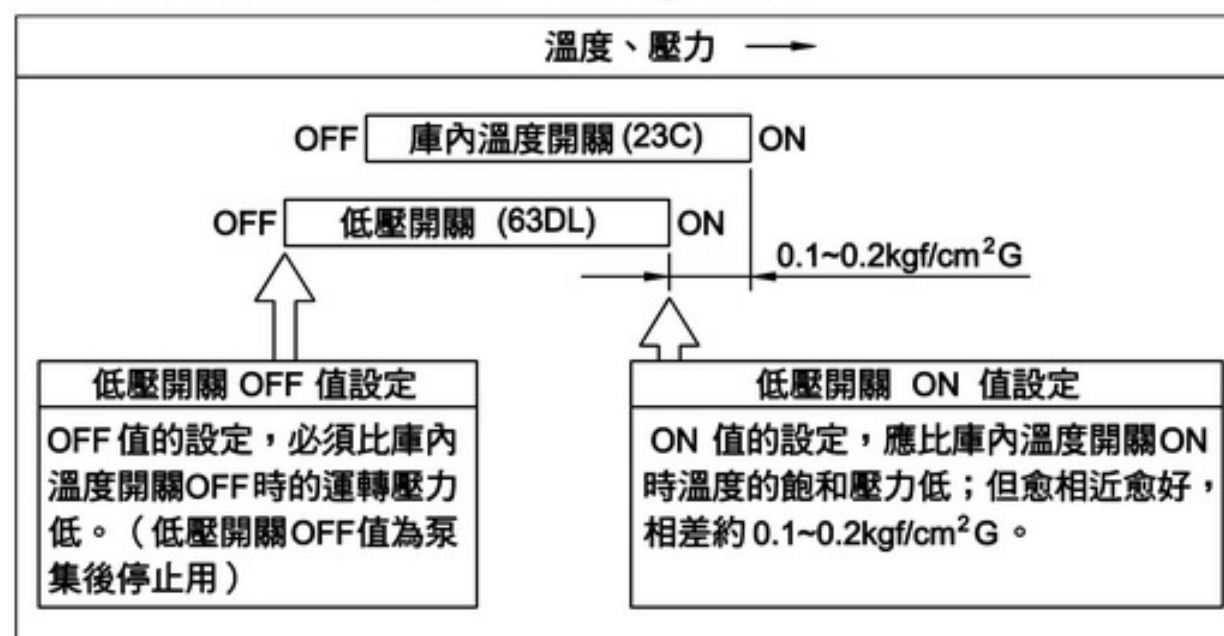 溫度、壓力
OFF 庫內溫度開關 (23C) ON
OFF 低壓開關 (63DL) ON
0.1~0.2kgf/cm²G
低壓開關 OFF 值設定
OFF 值的設定，必須比庫內
溫度開關OFF時的運轉壓力
低。（低壓開關OFF值為泵
集後停止用）
低壓開關 ON 值設定
ON 值的設定，應比庫內溫度開關ON
時溫度的飽和壓力低；但愈相近愈好，
相差約 0.1~0.2kgf/cm²G。